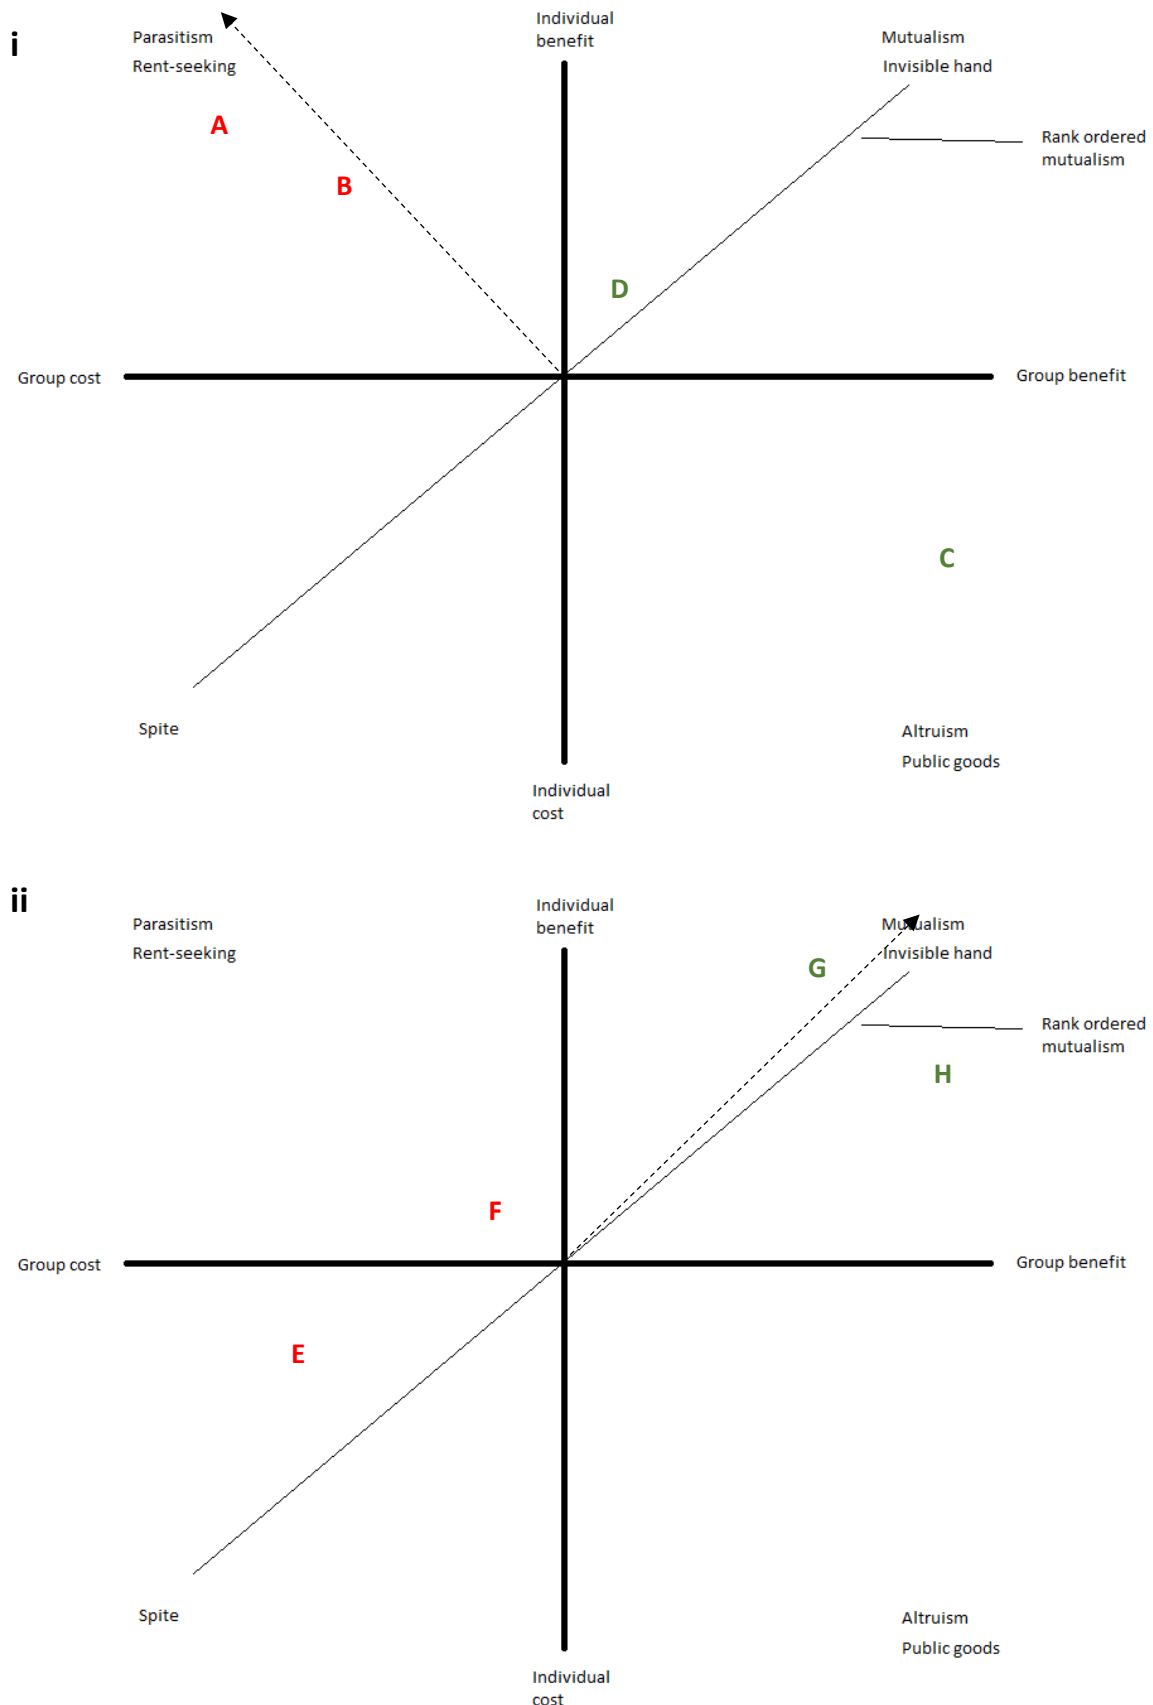 i
Parasitism
Rent-seeking
Individual
benefit
Mutualism
Invisible hand
A
B
Rank ordered
mutualism
D
Group cost
Group benefit
C
Spite
Altruism
Public goods
Individual
cost
ii
Parasitism
Rent-seeking
Individual
benefit
Mutualism
Invisible hand
G
Rank ordered
mutualism
H
F
Group cost
Group benefit
E
Spite
Altruism
Public goods
Individual
cost